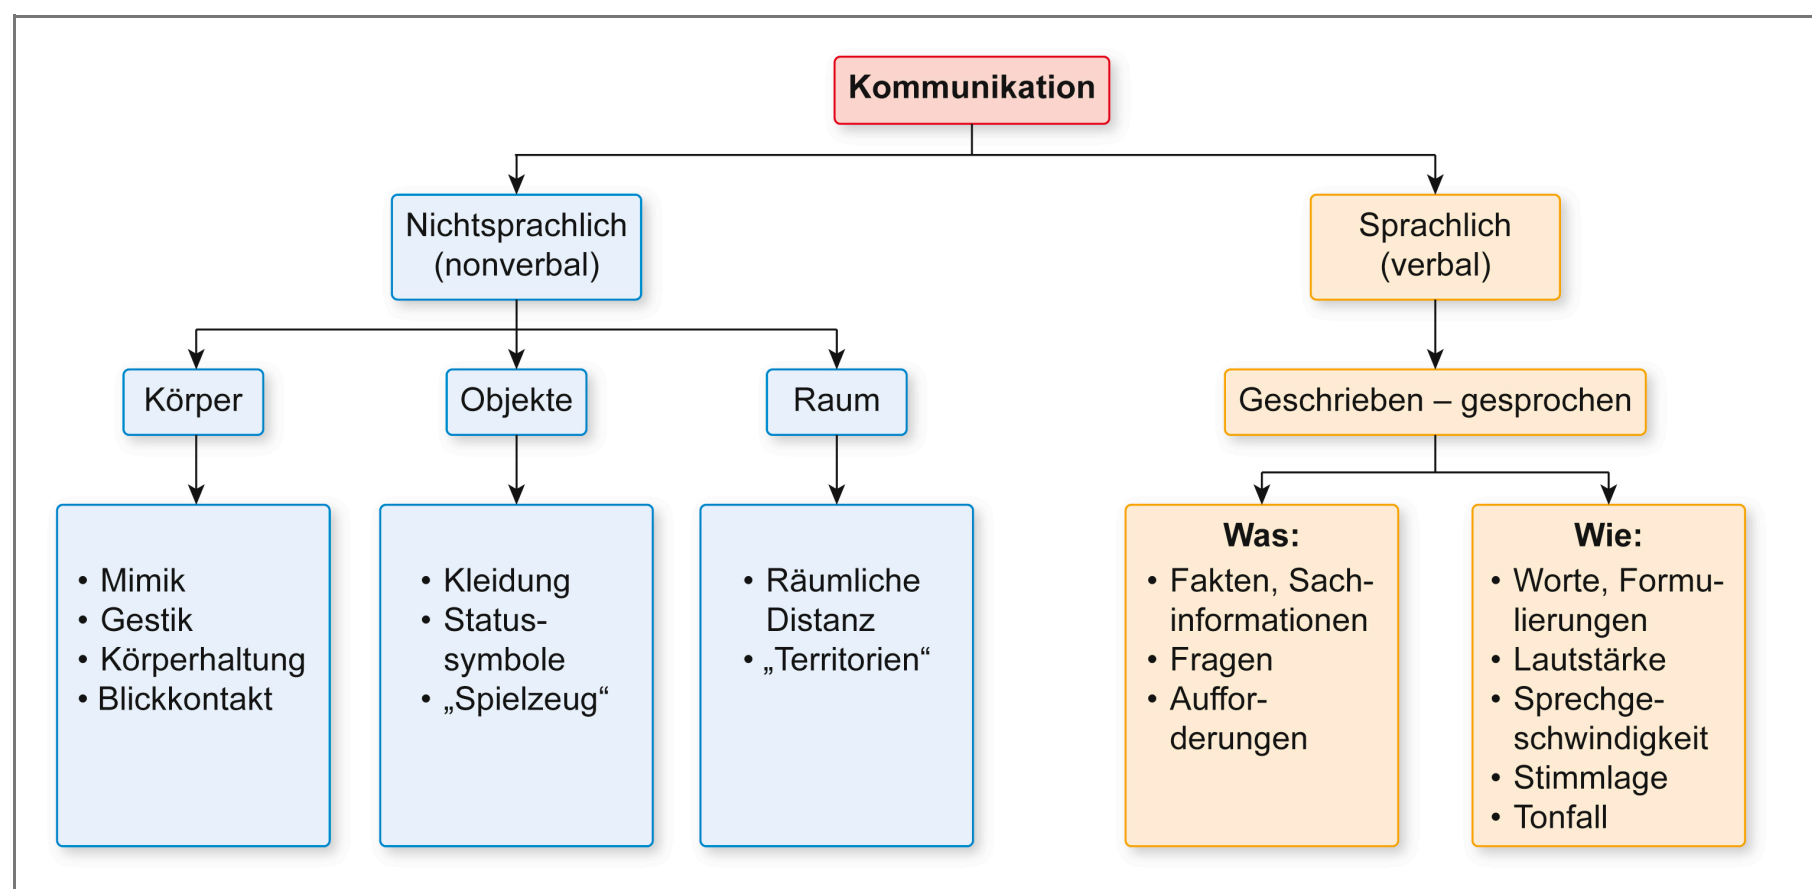 Kommunikation
Nichtsprachlich
(nonverbal)
Sprachlich
(verbal)
Körper
Objekte
Raum
Geschrieben – gesprochen
• Mimik
• Gestik
• Körperhaltung
• Blickkontakt
• Kleidung
• Status-
symbole
• „Spielzeug“
• Räumliche
Distanz
• „Territorien“
Was:
• Fakten, Sach-
informationen
• Fragen
• Auffor-
derungen
Wie:
• Worte, Formu-
lierungen
• Lautstärke
• Sprechge-
schwindigkeit
• Stimmlage
• Tonfall